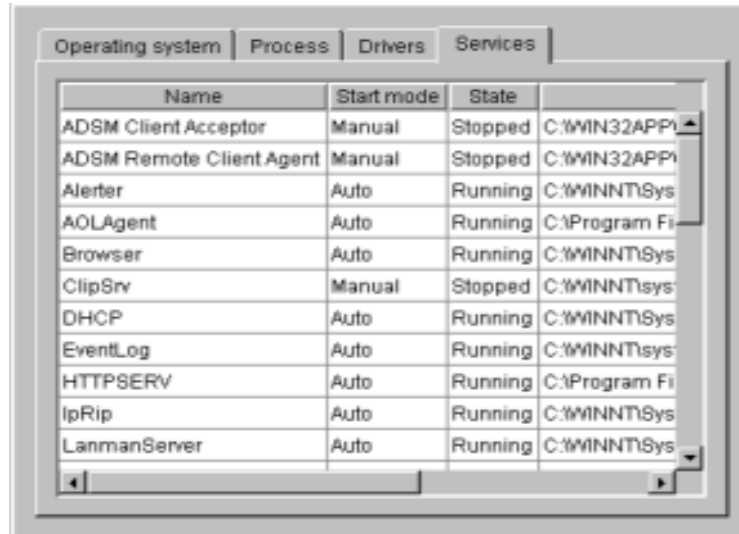 Operating system Process Drivers Services
Name Start mode State
ADSM Client Acceptor Manual Stopped C:\WIN32APP\
ADSM Remote Client Agent Manual Stopped C:\WIN32APP\
Alerter Auto Running C:\WINNT\Sys
AOLAgent Auto Running C:\Program Fi
Browser Auto Running C:\WINNT\Sys
ClipSrv Manual Stopped C:\WINNT\syst
DHCP Auto Running C:\WINNT\Sys
EventLog Auto Running C:\WINNT\syst
HTTPSERV Auto Running C:\Program Fi
IpRip Auto Running C:\WINNT\Sys
LanmanServer Auto Running C:\WINNT\Sys